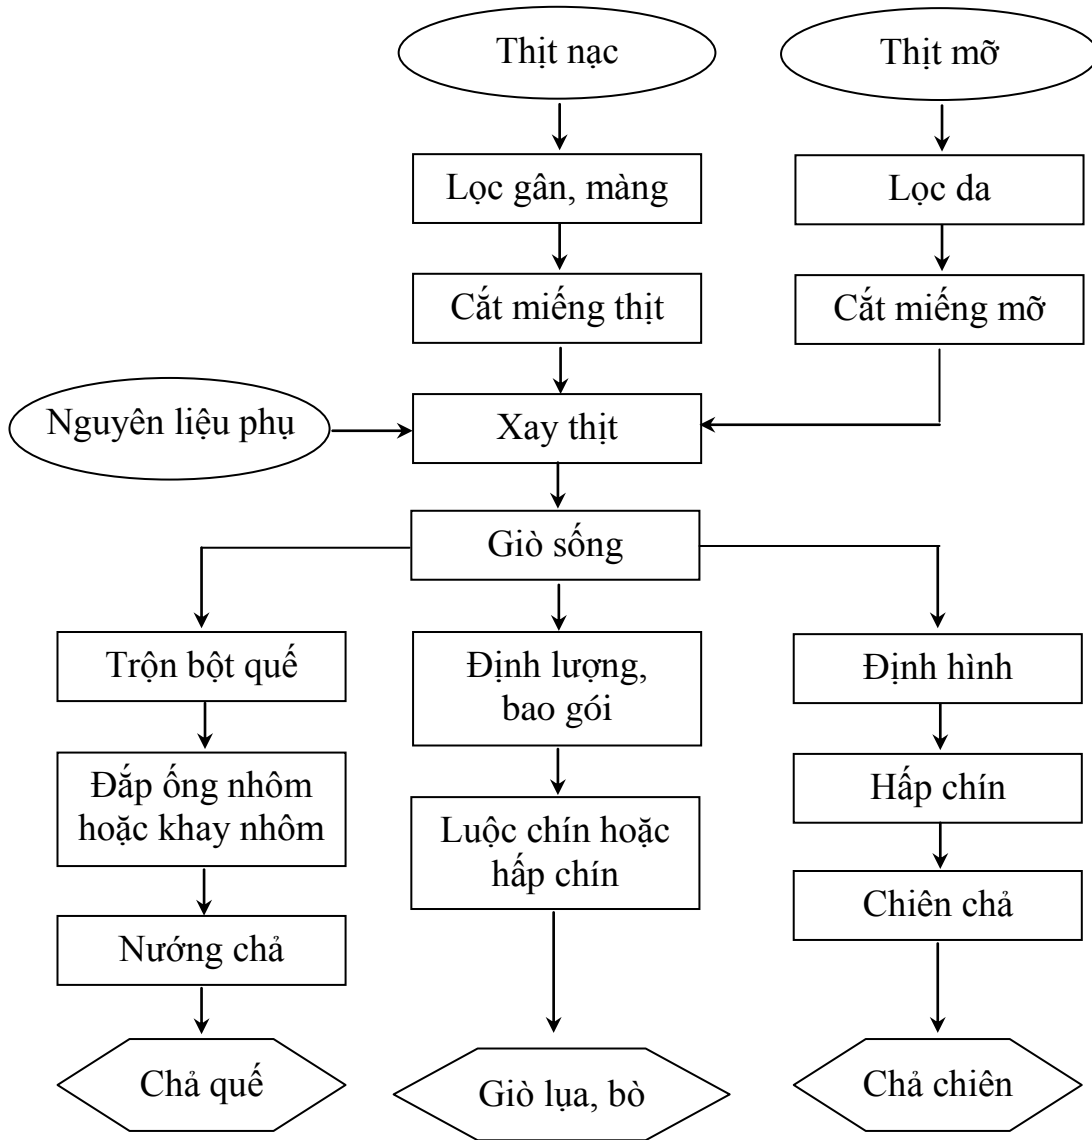 Thịt nạc
Thịt mỡ
Lọc gân, màng
Lọc da
Cắt miếng thịt
Cắt miếng mỡ
Nguyên liệu phụ
Xay thịt
Giò sống
Trộn bột quế
Định lượng,
bao gói
Định hình
Đắp ống nhôm
hoặc khay nhôm
Luộc chín hoặc
hấp chín
Hấp chín
Nướng chả
Chiên chả
Chả quế
Giò lụa, bò
Chả chiên